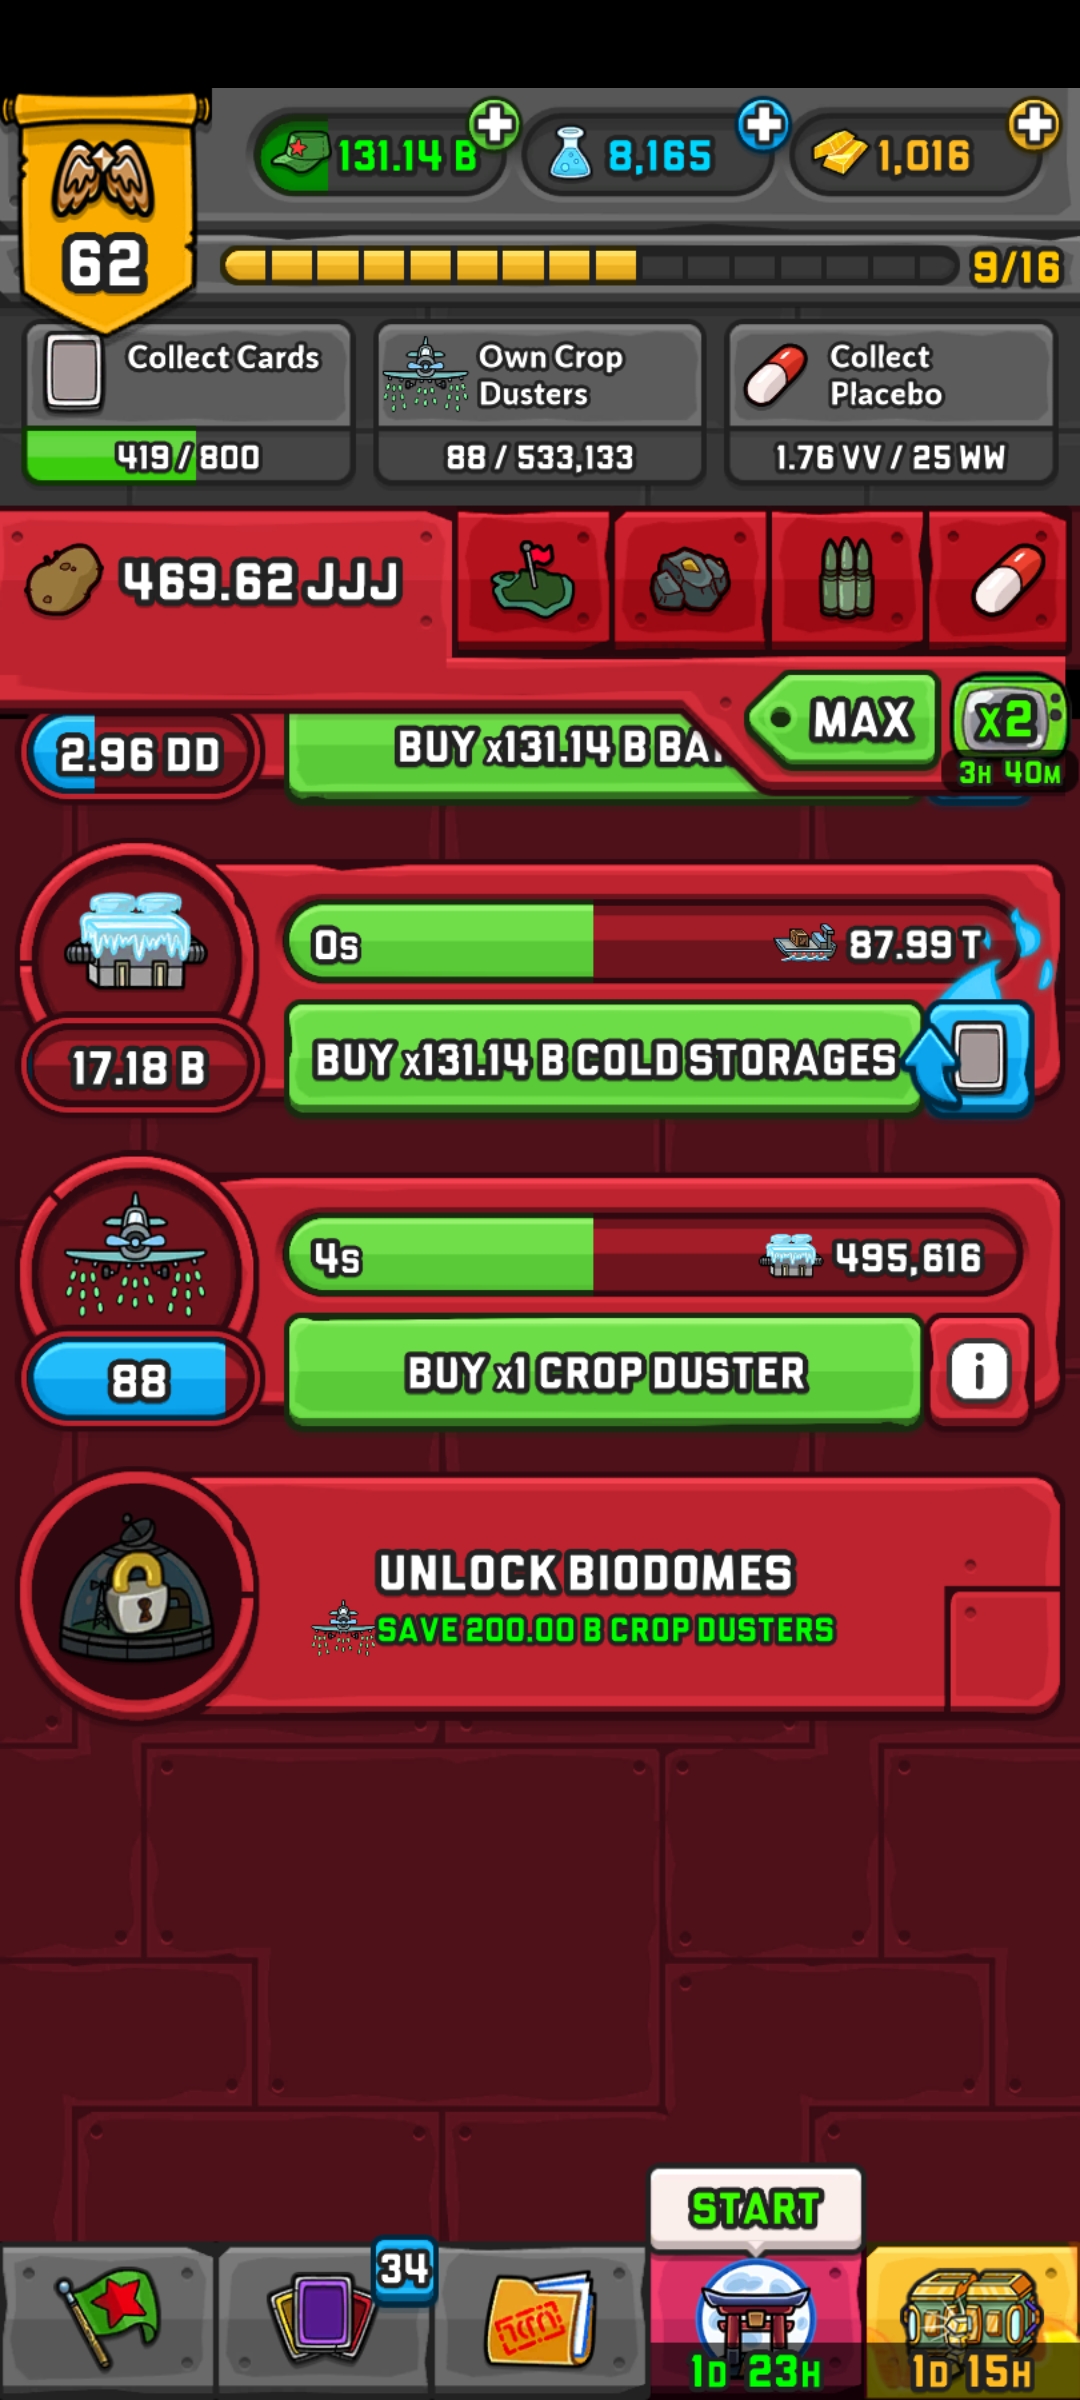 131.14 B
8,165
1,016
62
9/16
Collect Cards
419 / 800
Own Crop
Dusters
88 / 533,133
Collect
Placebo
1.76 VV / 25 WW
469.62 JJJ
MAX
x2
3H 40M
2.96 DD
BUY x131.14 B BA
0s
87.99 T
17.18 B
BUY x131.14 B COLD STORAGES
4s
495,616
88
BUY x1 CROP DUSTER
i
UNLOCK BIODOMES
SAVE 200.00 B CROP DUSTERS
START
34
1D 23H
1D 15H